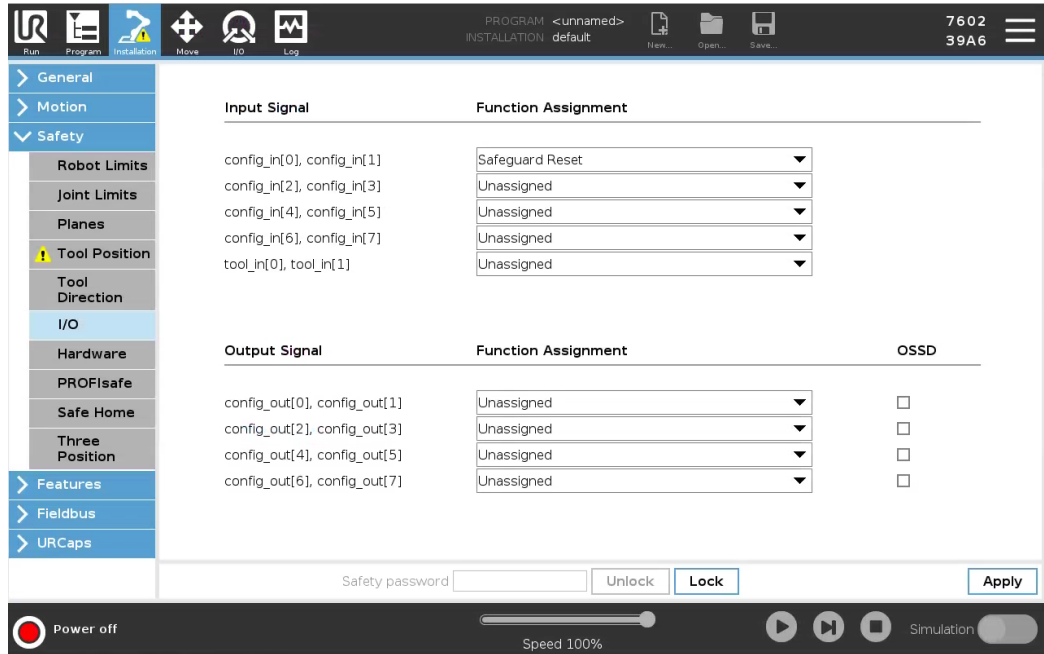 UR
PROGRAM <unnamed>
INSTALLATION default
Run Program Installation Move I/O Log
New... Open... Save...
7602
39A6
General
Motion
Safety
Robot Limits
Joint Limits
Planes
Tool Position
Tool
Direction
I/O
Hardware
PROFIsafe
Safe Home
Three
Position
Features
Fieldbus
URCaps
Input Signal Function Assignment
config_in[0], config_in[1] Safeguard Reset
config_in[2], config_in[3] Unassigned
config_in[4], config_in[5] Unassigned
config_in[6], config_in[7] Unassigned
tool_in[0], tool_in[1] Unassigned
Output Signal Function Assignment OSSD
config_out[0], config_out[1] Unassigned
config_out[2], config_out[3] Unassigned
config_out[4], config_out[5] Unassigned
config_out[6], config_out[7] Unassigned
Safety password Unlock Lock Apply
Power off
Speed 100%
Simulation